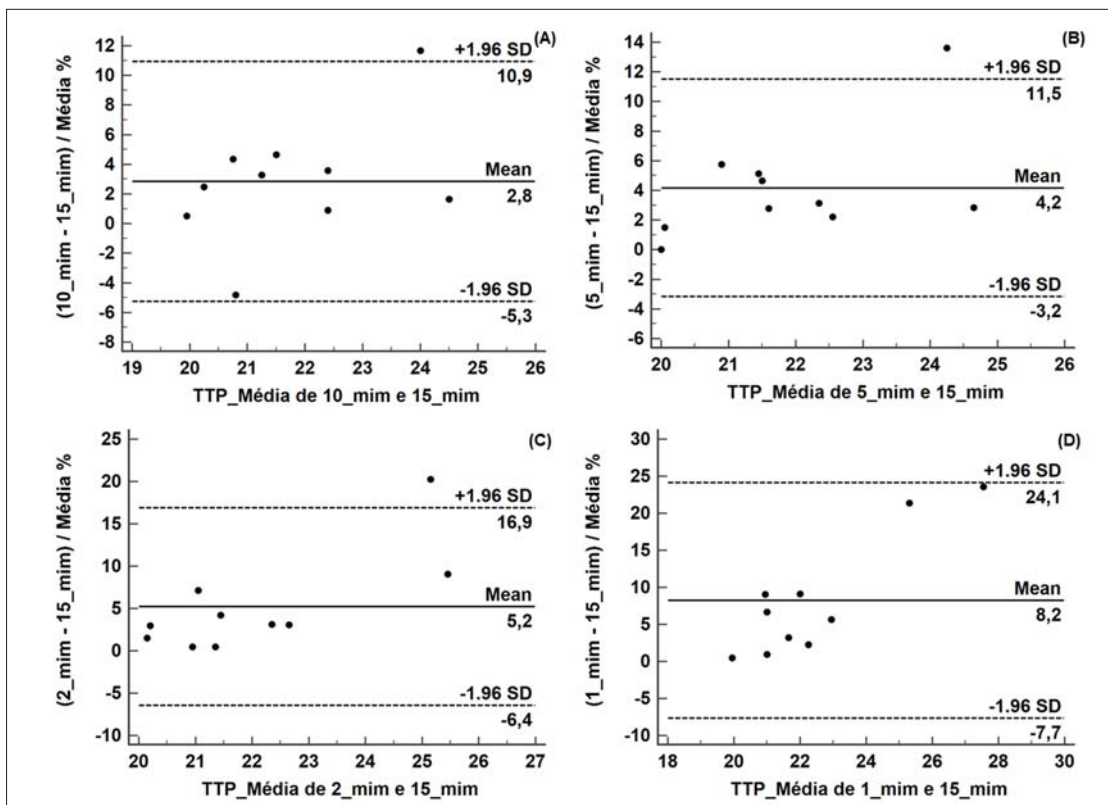 (A)
(10_mim - 15_mim) / Média %
12
10
8
6
4
2
0
-2
-4
-6
-8
+1.96 SD
10,9
Mean
2,8
-1.96 SD
-5,3
19 20 21 22 23 24 25 26
TTP_Média de 10_mim e 15_mim
(B)
(5_mim - 15_mim) / Média %
14
12
10
8
6
4
2
0
-2
-4
-6
+1.96 SD
11,5
Mean
4,2
-1.96 SD
-3,2
20 21 22 23 24 25 26
TTP_Média de 5_mim e 15_mim
(C)
(2_mim - 15_mim) / Média %
25
20
15
10
5
0
-5
-10
+1.96 SD
16,9
Mean
5,2
-1.96 SD
-6,4
20 21 22 23 24 25 26 27
TTP_Média de 2_mim e 15_mim
(D)
(1_mim - 15_mim) / Média %
30
25
20
15
10
5
0
-5
-10
+1.96 SD
24,1
Mean
8,2
-1.96 SD
-7,7
18 20 22 24 26 28 30
TTP_Média de 1_mim e 15_mim